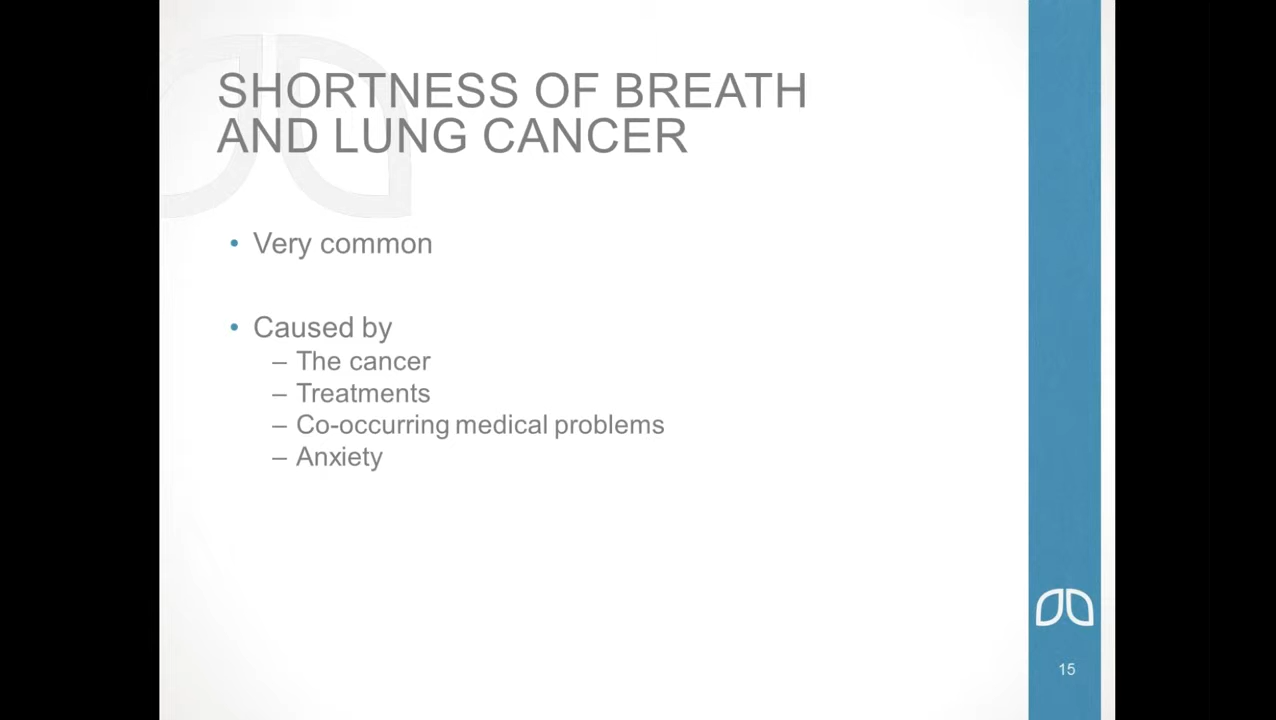 SHORTNESS OF BREATH
AND LUNG CANCER
• Very common
• Caused by
– The cancer
– Treatments
– Co-occurring medical problems
– Anxiety
15